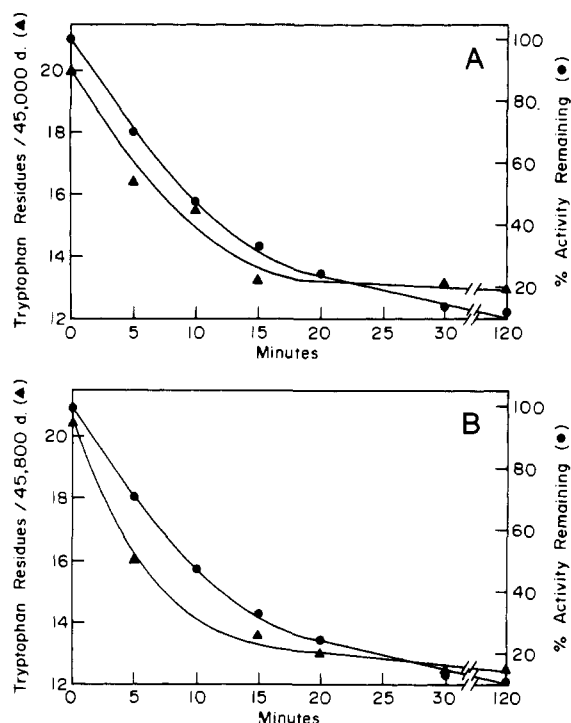 A
Tryptophan Residues / 45,000 d. (▲)
20
18
16
14
12
% Activity Remaining (●)
100
80.
60
40
20
0 5 10 15 20 30 120
Minutes
B
Tryptophan Residues / 45,800 d. (▲)
20
18
16
14
12
% Activity Remaining (●)
100
80
60
40
20
0 5 10 15 20 30 120
Minutes